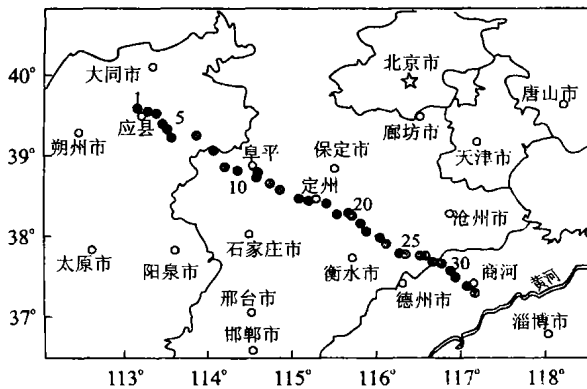 40°
39°
38°
37°
大同市
北京市
唐山市
1
5
应县
朔州市
廊坊市
天津市
阜平
保定市
10
定州
20
沧州市
石家庄市
太原市
阳泉市
衡水市
25
30
商河
黄河
德州市
邢台市
淄博市
邯郸市
113°
114°
115°
116°
117°
118°